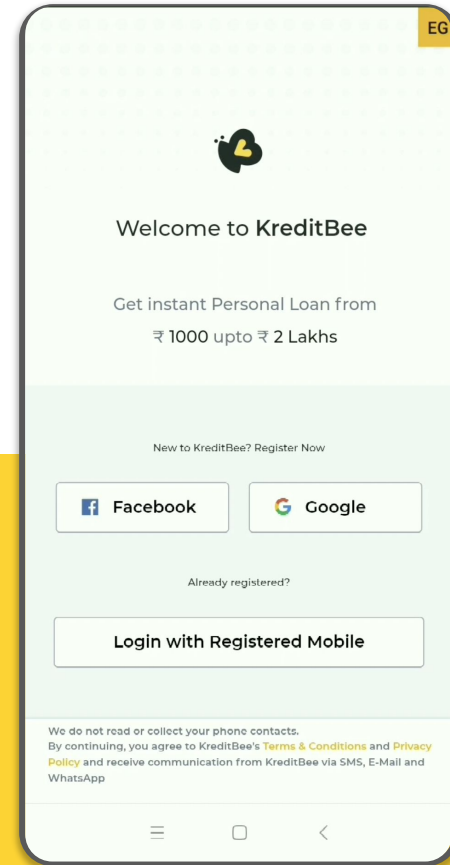 EG
Welcome to KreditBee
Get instant Personal Loan from
₹ 1000 upto ₹ 2 Lakhs
New to KreditBee? Register Now
Facebook
Google
Already registered?
Login with Registered Mobile
We do not read or collect your phone contacts.
By continuing, you agree to KreditBee's Terms & Conditions and Privacy
Policy and receive communication from KreditBee via SMS, E-Mail and
WhatsApp